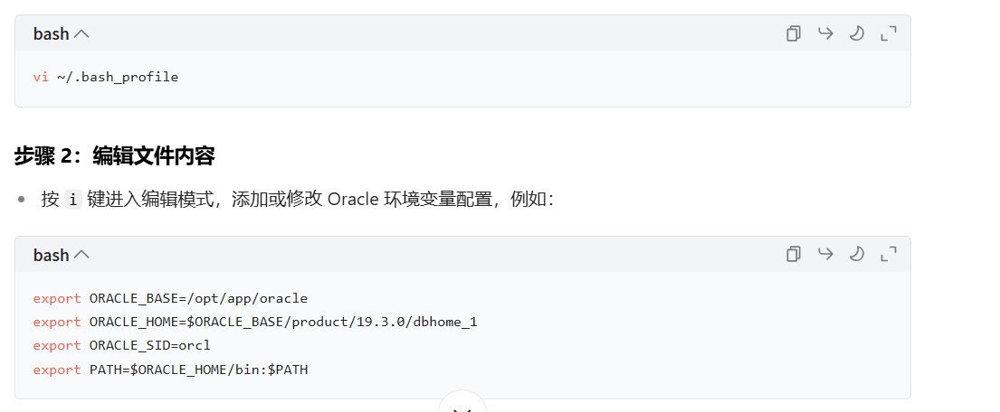 bash
vi ~/.bash_profile
步骤 2：编辑文件内容
按 i 键进入编辑模式，添加或修改 Oracle 环境变量配置，例如：
bash
export ORACLE_BASE=/opt/app/oracle
export ORACLE_HOME=$ORACLE_BASE/product/19.3.0/dbhome_1
export ORACLE_SID=orcl
export PATH=$ORACLE_HOME/bin:$PATH